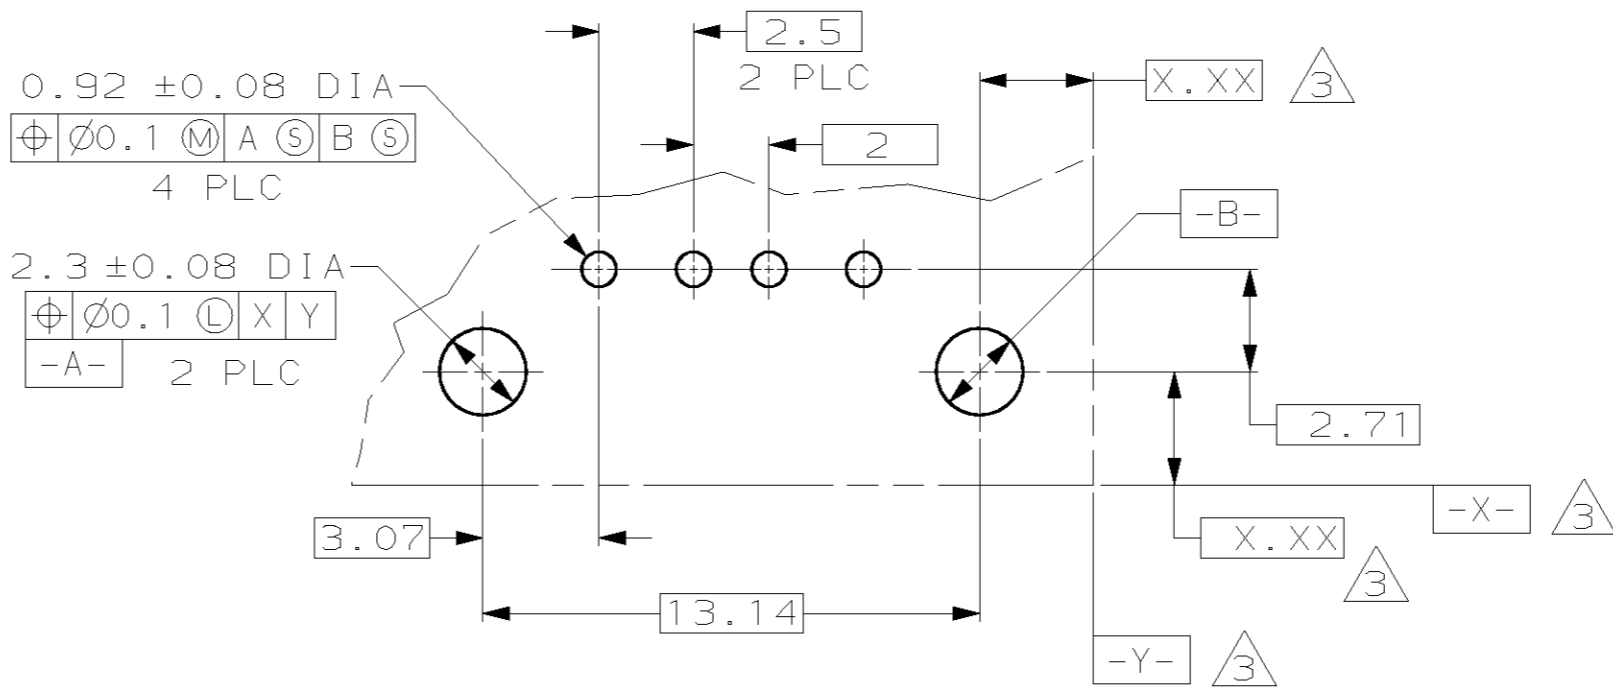 2.5
2 PLC
X.XX 3
0.92 ±0.08 DIA
⌖ Ø0.1 Ⓜ A Ⓢ B Ⓢ
4 PLC
2
-B-
2.3 ±0.08 DIA
⌖ Ø0.1 Ⓛ X Y
-A- 2 PLC
2.71
-X- 3
3.07
X.XX
3
13.14
-Y- 3